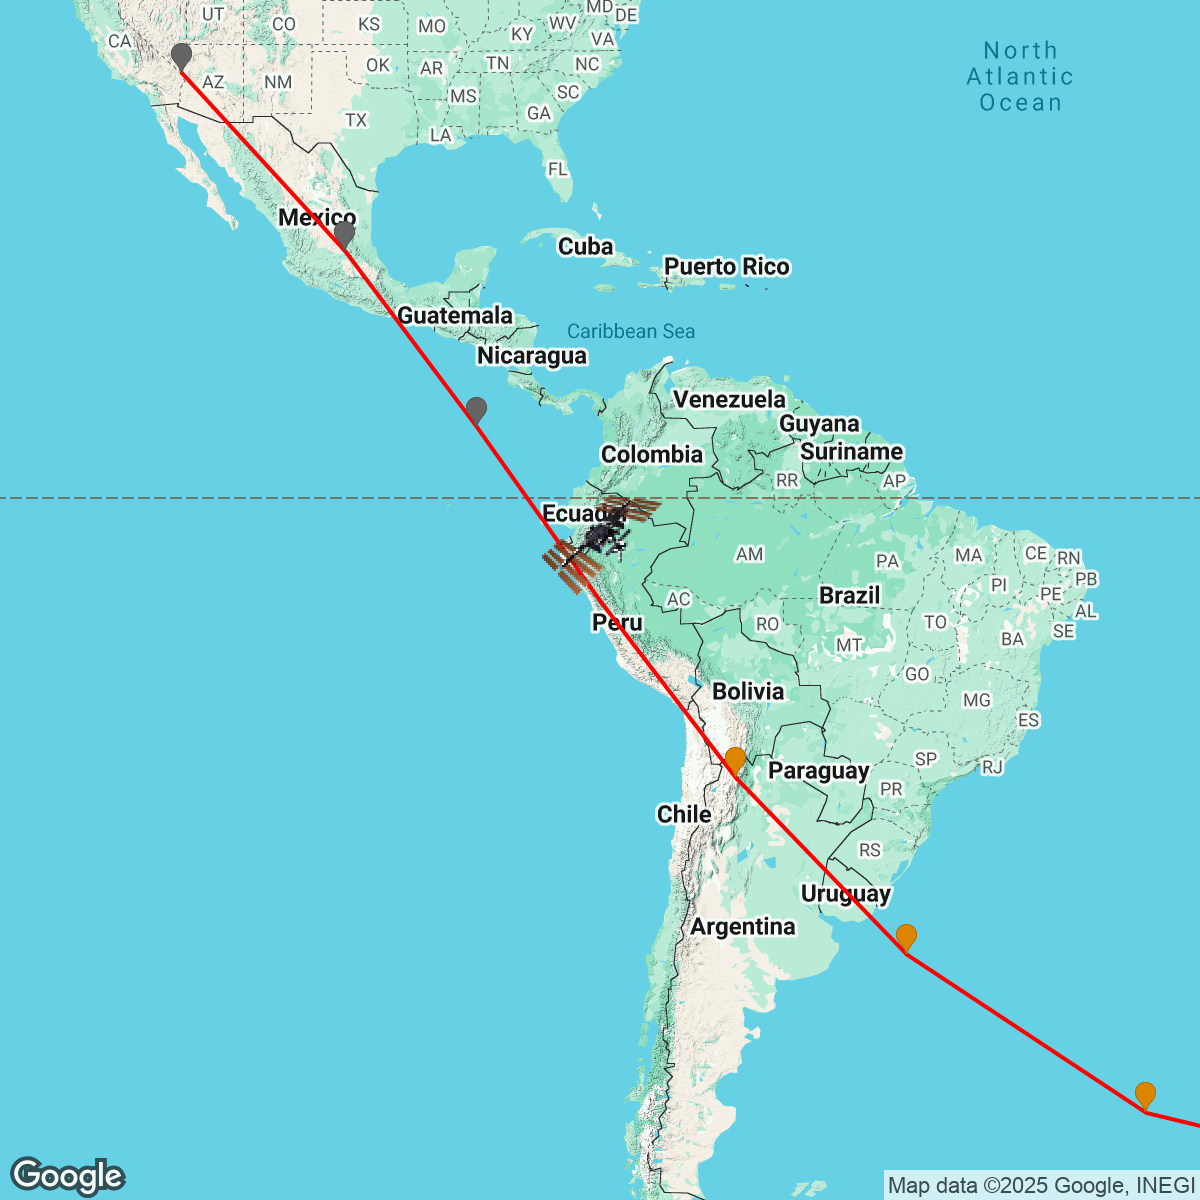 UT
CO
KS
MO
KY
WV
MD
DE
VA
CA
AZ
NM
OK
AR
TN
NC
MS
SC
TX
LA
GA
FL
North
Atlantic
Ocean
Mexico
Cuba
Puerto Rico
Guatemala
Caribbean Sea
Nicaragua
Venezuela
Guyana
Suriname
Colombia
RR
AP
Ecuador
AM
PA
MA
CE
RN
PI
PB
PE
AL
AC
Brazil
SE
Peru
RO
TO
BA
MT
GO
Bolivia
MG
ES
SP
RJ
Paraguay
PR
Chile
RS
Uruguay
Argentina
Google
Map data ©2025 Google, INEGI